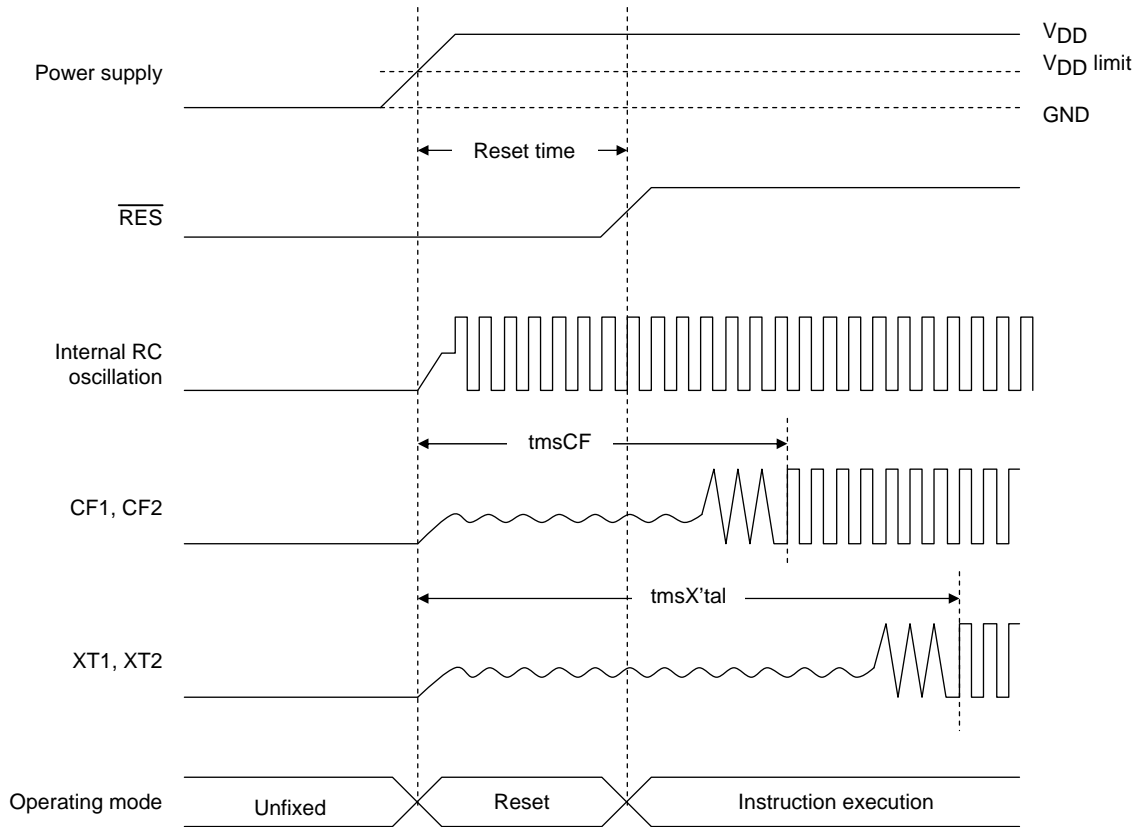 VDD
Power supply
VDD limit
GND
Reset time
RES
Internal RC
oscillation
tmsCF
CF1, CF2
tmsX'tal
XT1, XT2
Operating mode
Unfixed
Reset
Instruction execution